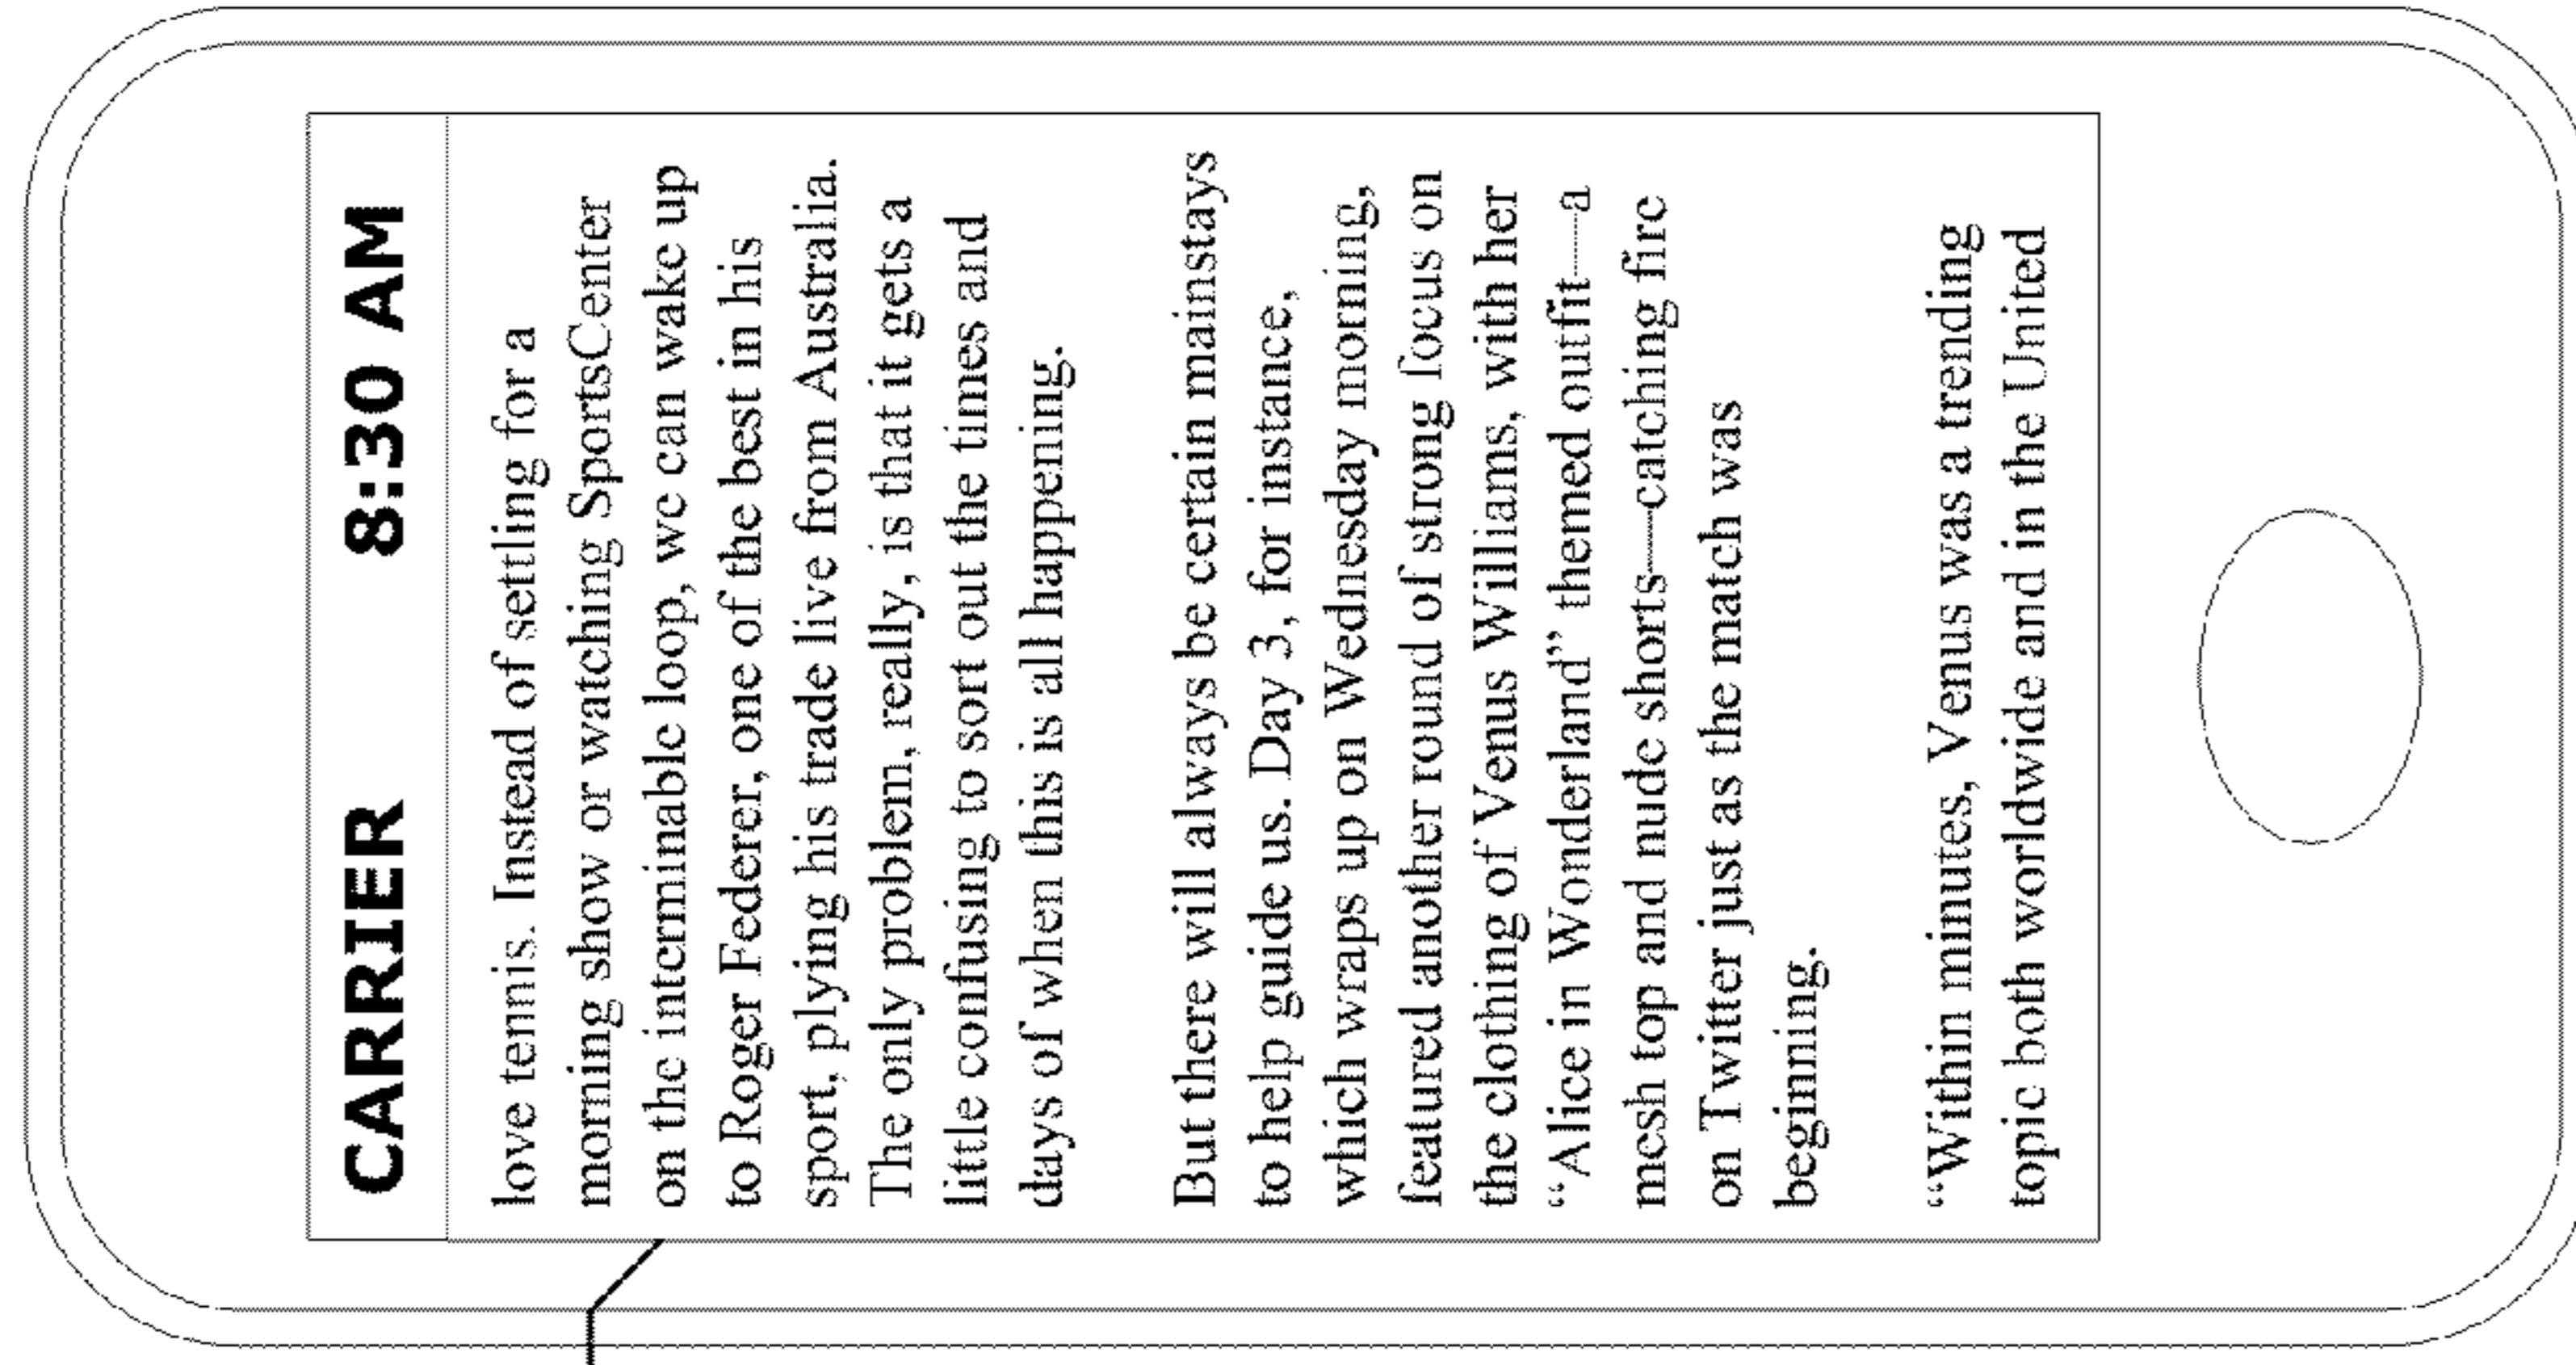 CARRIER 8:30 AM
love tennis. Instead of settling for a
morning show or watching SportsCenter
on the interminable loop, we can wake up
to Roger Federer, one of the best in his
sport, plying his trade live from Australia.
The only problem, really, is that it gets a
little confusing to sort out the times and
days of when this is all happening.
But there will always be certain mainstays
to help guide us. Day 3, for instance,
which wraps up on Wednesday morning,
featured another round of strong focus on
the clothing of Venus Williams, with her
“Alice in Wonderland” themed outfit—a
mesh top and nude shorts—catching fire
on Twitter just as the match was
beginning.
“Within minutes, Venus was a trending
topic both worldwide and in the United